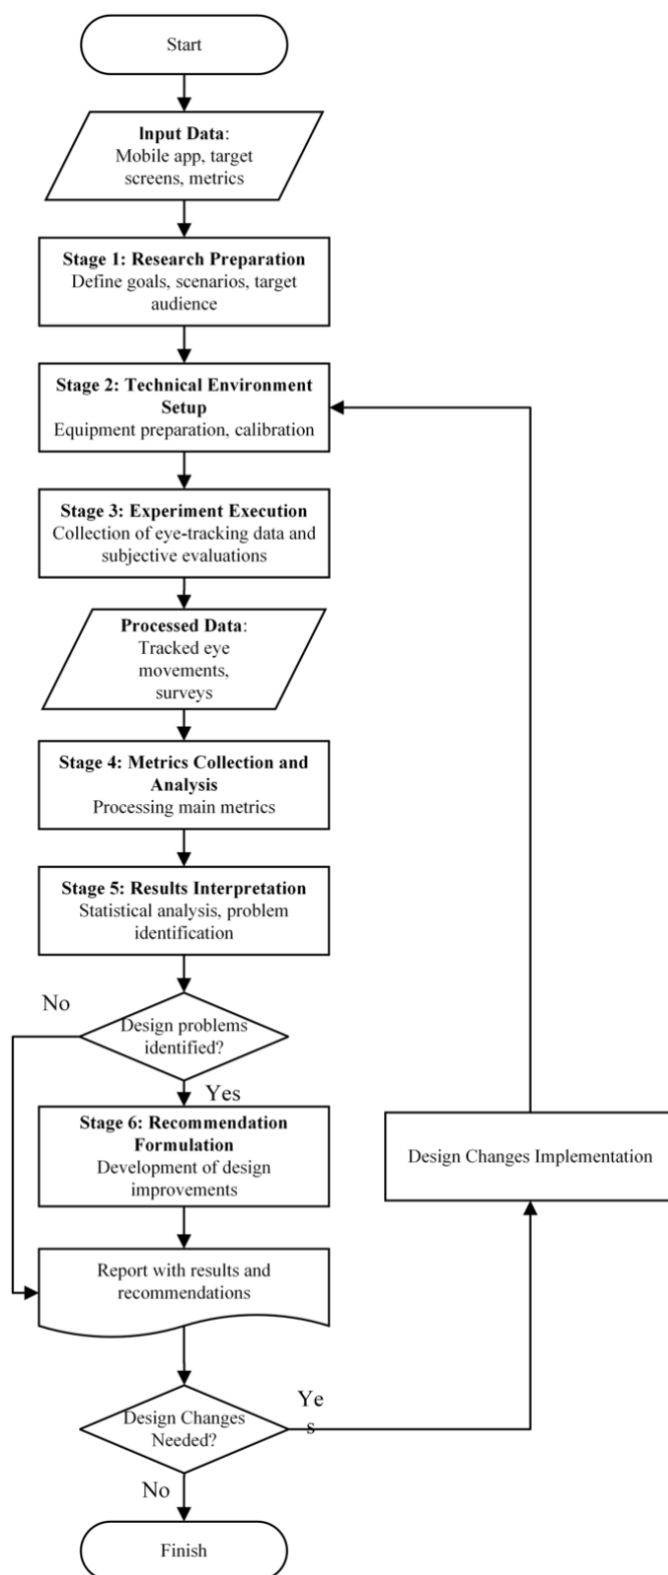 Start
Input Data:
Mobile app, target
screens, metrics
Stage 1: Research Preparation
Define goals, scenarios, target
audience
Stage 2: Technical Environment
Setup
Equipment preparation, calibration
Stage 3: Experiment Execution
Collection of eye-tracking data and
subjective evaluations
Processed Data:
Tracked eye
movements,
surveys
Stage 4: Metrics Collection and
Analysis
Processing main metrics
Stage 5: Results Interpretation
Statistical analysis, problem
identification
No
Design problems
identified?
Yes
Stage 6: Recommendation
Formulation
Development of design
improvements
Design Changes Implementation
Report with results and
recommendations
Design Changes
Needed?
Ye
s
No
Finish